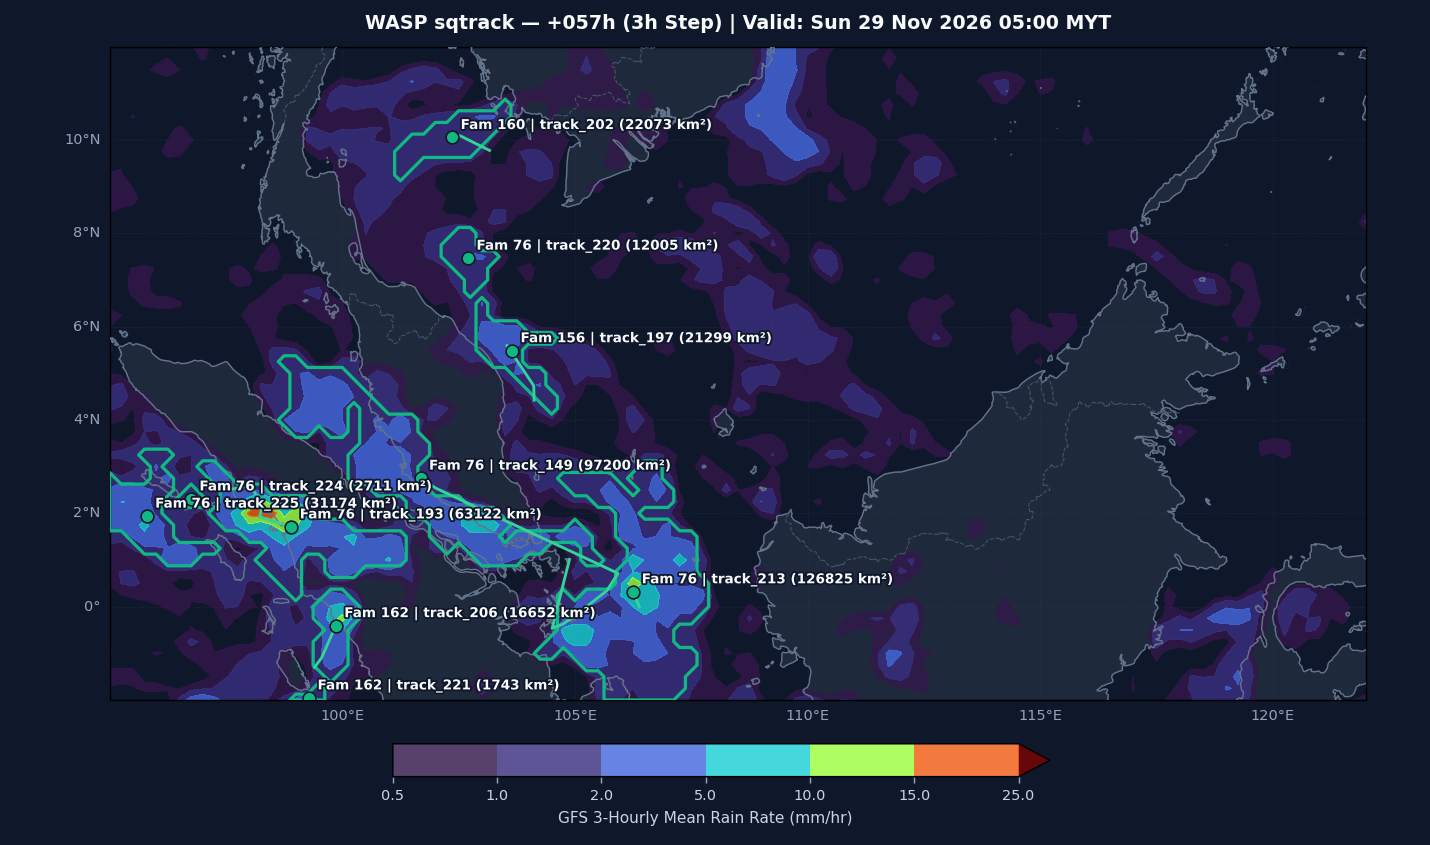 WASP sqtrack — +057h (3h Step) | Valid: Sun 29 Nov 2026 05:00 MYT
10°N
8°N
6°N
4°N
2°N
0°
Fam 160 | track_202 (22073 km²)
Fam 76 | track_220 (12005 km²)
Fam 156 | track_197 (21299 km²)
Fam 76 | track_149 (97200 km²)
Fam 76 | track_224 (2711 km²)
Fam 76 | track_225 (31174 km²)
Fam 76 | track_193 (63122 km²)
Fam 76 | track_213 (126825 km²)
Fam 162 | track_206 (16652 km²)
Fam 162 | track_221 (1743 km²)
100°E
105°E
110°E
115°E
120°E
0.5
1.0
2.0
5.0
10.0
15.0
25.0
GFS 3-Hourly Mean Rain Rate (mm/hr)